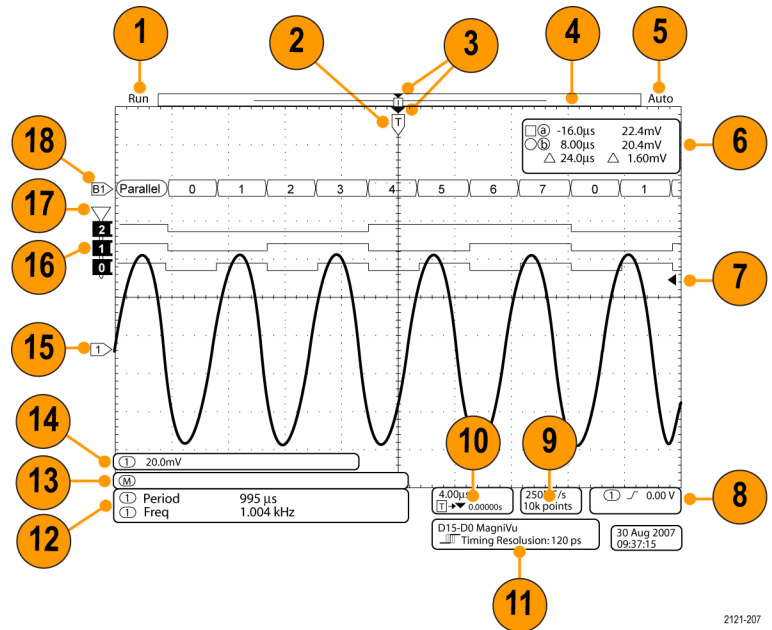 1
2
3
4
5
Run
Auto
T
□ⓐ -16.0μs 22.4mV
○ⓑ 8.00μs 20.4mV
△ 24.0μs △ 1.60mV
6
18
B1
Parallel 0 1 2 3 4 5 6 7 0 1
17
2
1
0
16
7
15
1
14
① 20.0mV
10
9
13
Ⓜ
12
① Period 995 μs
① Freq 1.004 kHz
4.00μs
T→▼ 0.00000s
10k points
① 0.00 V
8
D15-D0 MagniVu
Timing Resolusion: 120 ps
30 Aug 2007
09:37:15
11
2121-207